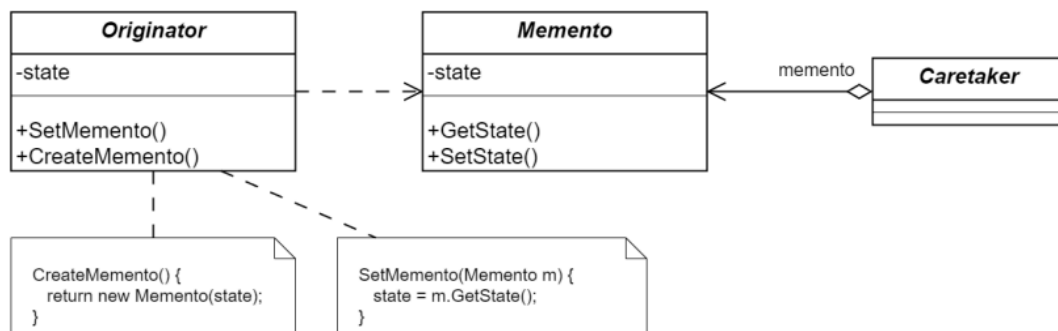 Originator
-state
+SetMemento()
+CreateMemento()
Memento
-state
+GetState()
+SetState()
memento
Caretaker
CreateMemento() {
return new Memento(state);
}
SetMemento(Memento m) {
state = m.GetState();
}